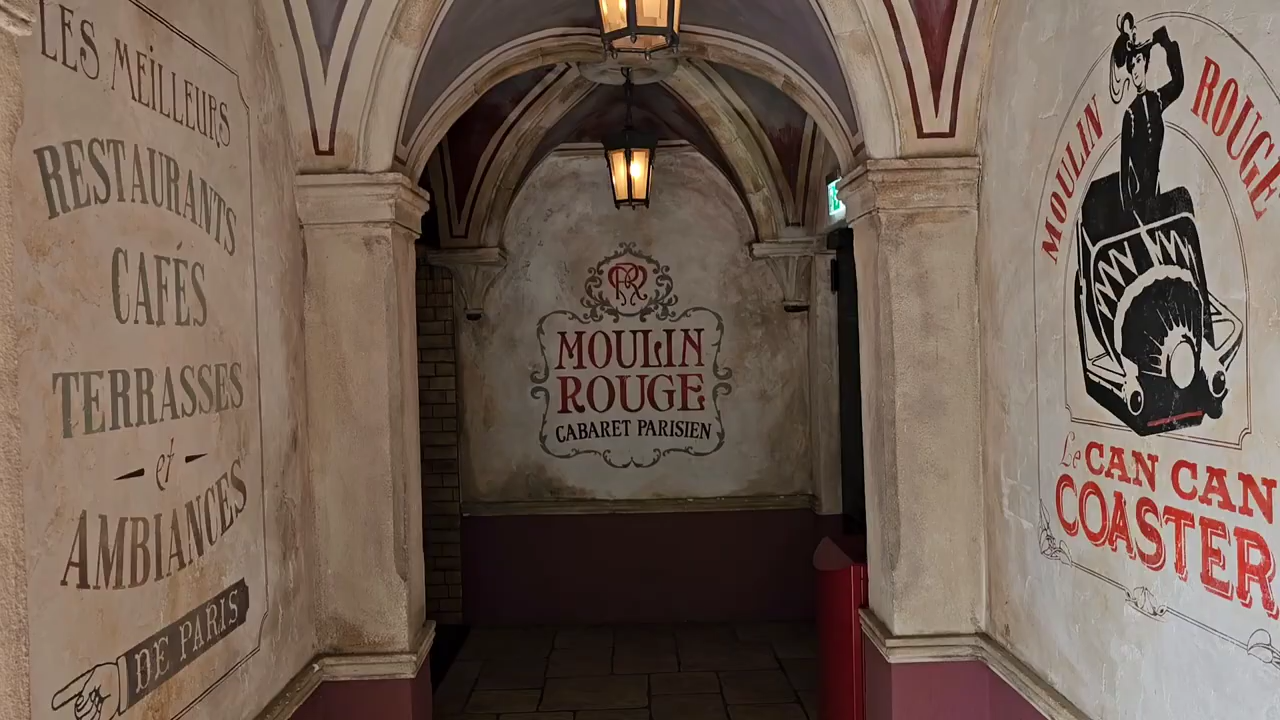 LES MEILLEURS
RESTAURANTS
CAFÉS
TERRASSES
et
AMBIANCES
DE PARIS
MOULIN
ROUGE
CABARET PARISIEN
MOULIN ROUGE
Le CAN CAN
COASTER